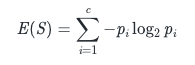 E(S) = \sum_{i=1}^{c} -p_i \log_2 p_i